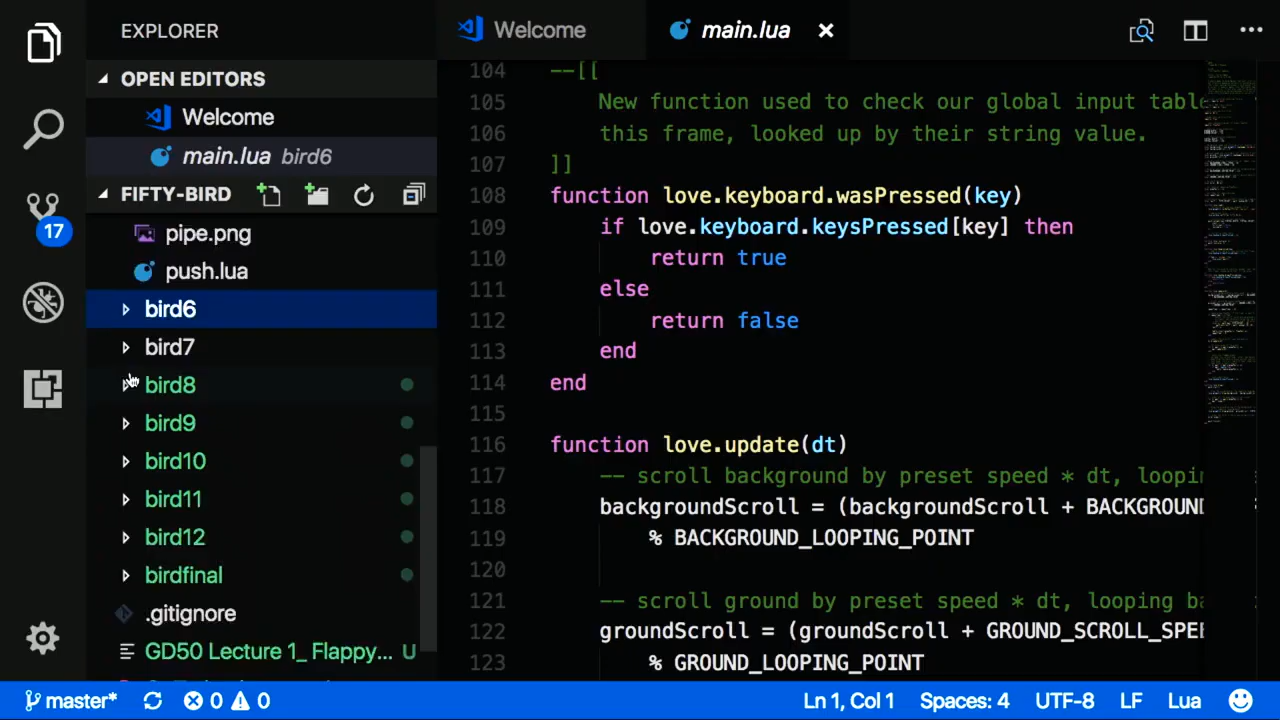 EXPLORER
Welcome
main.lua
OPEN EDITORS
Welcome
main.lua bird6
FIFTY-BIRD
pipe.png
push.lua
bird6
bird7
bird8
bird9
bird10
bird11
bird12
birdfinal
.gitignore
GD50 Lecture 1_ Flappy... U
17
104 --[[
105 New function used to check our global input table
106 this frame, looked up by their string value.
107 ]]
108 function love.keyboard.wasPressed(key)
109 if love.keyboard.keysPressed[key] then
110 return true
111 else
112 return false
113 end
114 end
115
116 function love.update(dt)
117 -- scroll background by preset speed * dt, loopin
118 backgroundScroll = (backgroundScroll + BACKGROUND
119 % BACKGROUND_LOOPING_POINT
120
121 -- scroll ground by preset speed * dt, looping ba
122 groundScroll = (groundScroll + GROUND_SCROLL_SPEE
123 % GROUND_LOOPING_POINT
master* 0 0 Ln 1, Col 1 Spaces: 4 UTF-8 LF Lua